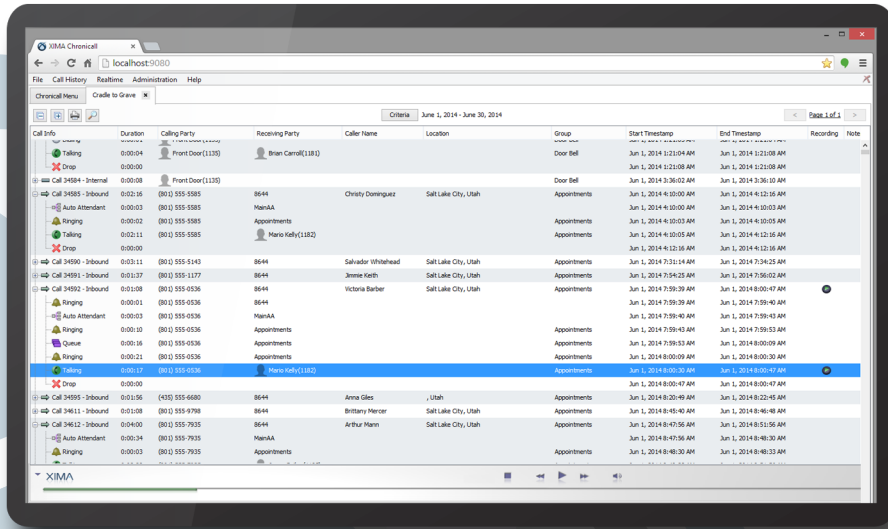 XIMA Chronicall
localhost:9080
File Call History Realtime Administration Help
Chronicall Menu Cradle to Grave
Criteria June 1, 2014 - June 30, 2014 < Page 1 of 1 >
Call Info Duration Calling Party Receiving Party Caller Name Location Group Start Timestamp End Timestamp Recording Note
Talking 0:00:04 Front Door(1135) Brian Carroll(1181) Door Bell Jun 1, 2014 1:21:04 AM Jun 1, 2014 1:21:08 AM
Drop 0:00:00 Jun 1, 2014 1:21:08 AM Jun 1, 2014 1:21:08 AM
Call 34584 - Internal 0:00:08 Front Door(1135) Door Bell Jun 1, 2014 3:36:02 AM Jun 1, 2014 3:36:10 AM
Call 34585 - Inbound 0:02:16 (801) 555-5585 8644 Christy Dominguez Salt Lake City, Utah Appointments Jun 1, 2014 4:10:00 AM Jun 1, 2014 4:12:16 AM
Auto Attendant 0:00:03 (801) 555-5585 MainAA Jun 1, 2014 4:10:00 AM Jun 1, 2014 4:10:03 AM
Ringing 0:00:02 (801) 555-5585 Appointments Appointments Jun 1, 2014 4:10:03 AM Jun 1, 2014 4:10:05 AM
Talking 0:02:11 (801) 555-5585 Mario Kelly(1182) Appointments Jun 1, 2014 4:10:05 AM Jun 1, 2014 4:12:16 AM
Drop 0:00:00 Jun 1, 2014 4:12:16 AM Jun 1, 2014 4:12:16 AM
Call 34590 - Inbound 0:03:11 (801) 555-5143 8644 Salvador Whitehead Salt Lake City, Utah Appointments Jun 1, 2014 7:31:14 AM Jun 1, 2014 7:34:25 AM
Call 34591 - Inbound 0:01:37 (801) 555-1177 8644 Jimmie Keith Salt Lake City, Utah Appointments Jun 1, 2014 7:54:25 AM Jun 1, 2014 7:56:02 AM
Call 34592 - Inbound 0:01:08 (801) 555-0536 8644 Victoria Barber Salt Lake City, Utah Appointments Jun 1, 2014 7:59:39 AM Jun 1, 2014 8:00:47 AM
Ringing 0:00:01 (801) 555-0536 8644 Jun 1, 2014 7:59:39 AM Jun 1, 2014 7:59:40 AM
Auto Attendant 0:00:03 (801) 555-0536 MainAA Jun 1, 2014 7:59:40 AM Jun 1, 2014 7:59:43 AM
Ringing 0:00:10 (801) 555-0536 Appointments Appointments Jun 1, 2014 7:59:43 AM Jun 1, 2014 7:59:53 AM
Queue 0:00:16 (801) 555-0536 Appointments Appointments Jun 1, 2014 7:59:53 AM Jun 1, 2014 8:00:09 AM
Ringing 0:00:21 (801) 555-0536 Appointments Appointments Jun 1, 2014 8:00:09 AM Jun 1, 2014 8:00:30 AM
Talking 0:00:17 (801) 555-0536 Mario Kelly(1182) Appointments Jun 1, 2014 8:00:30 AM Jun 1, 2014 8:00:47 AM
Drop 0:00:00 Jun 1, 2014 8:00:47 AM Jun 1, 2014 8:00:47 AM
Call 34595 - Inbound 0:01:56 (435) 555-6680 8644 Anna Giles , Utah Appointments Jun 1, 2014 8:20:49 AM Jun 1, 2014 8:22:45 AM
Call 34611 - Inbound 0:01:08 (801) 555-9798 8644 Brittany Mercer Salt Lake City, Utah Appointments Jun 1, 2014 8:45:40 AM Jun 1, 2014 8:46:48 AM
Call 34612 - Inbound 0:04:00 (801) 555-7935 8644 Arthur Mann Salt Lake City, Utah Appointments Jun 1, 2014 8:47:56 AM Jun 1, 2014 8:51:56 AM
Auto Attendant 0:00:34 (801) 555-7935 MainAA Jun 1, 2014 8:47:56 AM Jun 1, 2014 8:48:30 AM
Ringing 0:00:03 (801) 555-7935 Appointments Appointments Jun 1, 2014 8:48:30 AM Jun 1, 2014 8:48:33 AM
XIMA